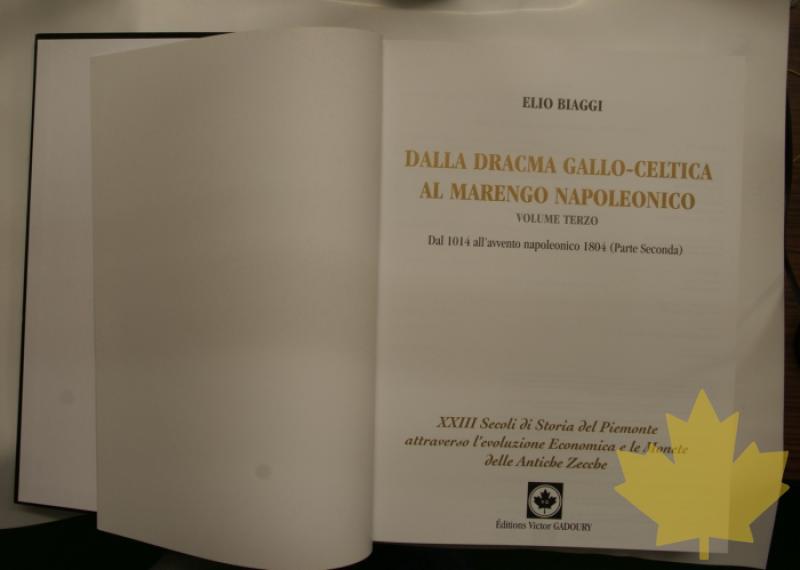 ELIO BIAGGI
DALLA DRACMA GALLO-CELTICA
AL MARENGO NAPOLEONICO
VOLUME TERZO
Dal 1014 all'avvento napoleonico 1804 (Parte Seconda)
XXIII Secoli di Storia del Piemonte
attraverso l'evoluzione Economica e le Monete
delle Antiche Zecche
Éditions Victor GADOURY